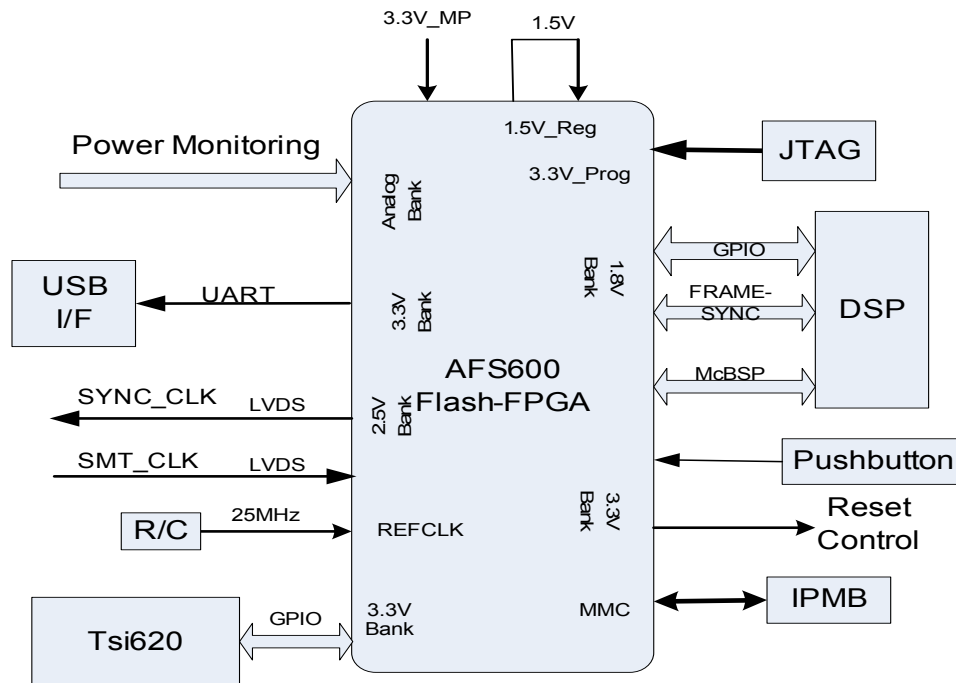 3.3V_MP
1.5V
1.5V_Reg
3.3V_Prog
Power Monitoring
Analog
Bank
JTAG
USB
I/F
UART
3.3V
Bank
1.8V
Bank
GPIO
FRAME-
SYNC
McBSP
DSP
AFS600
Flash-FPGA
SYNC_CLK
LVDS
2.5V
Bank
SMT_CLK
LVDS
R/C
25MHz
REFCLK
Pushbutton
3.3V
Bank
Reset
Control
Tsi620
GPIO
3.3V
Bank
MMC
IPMB